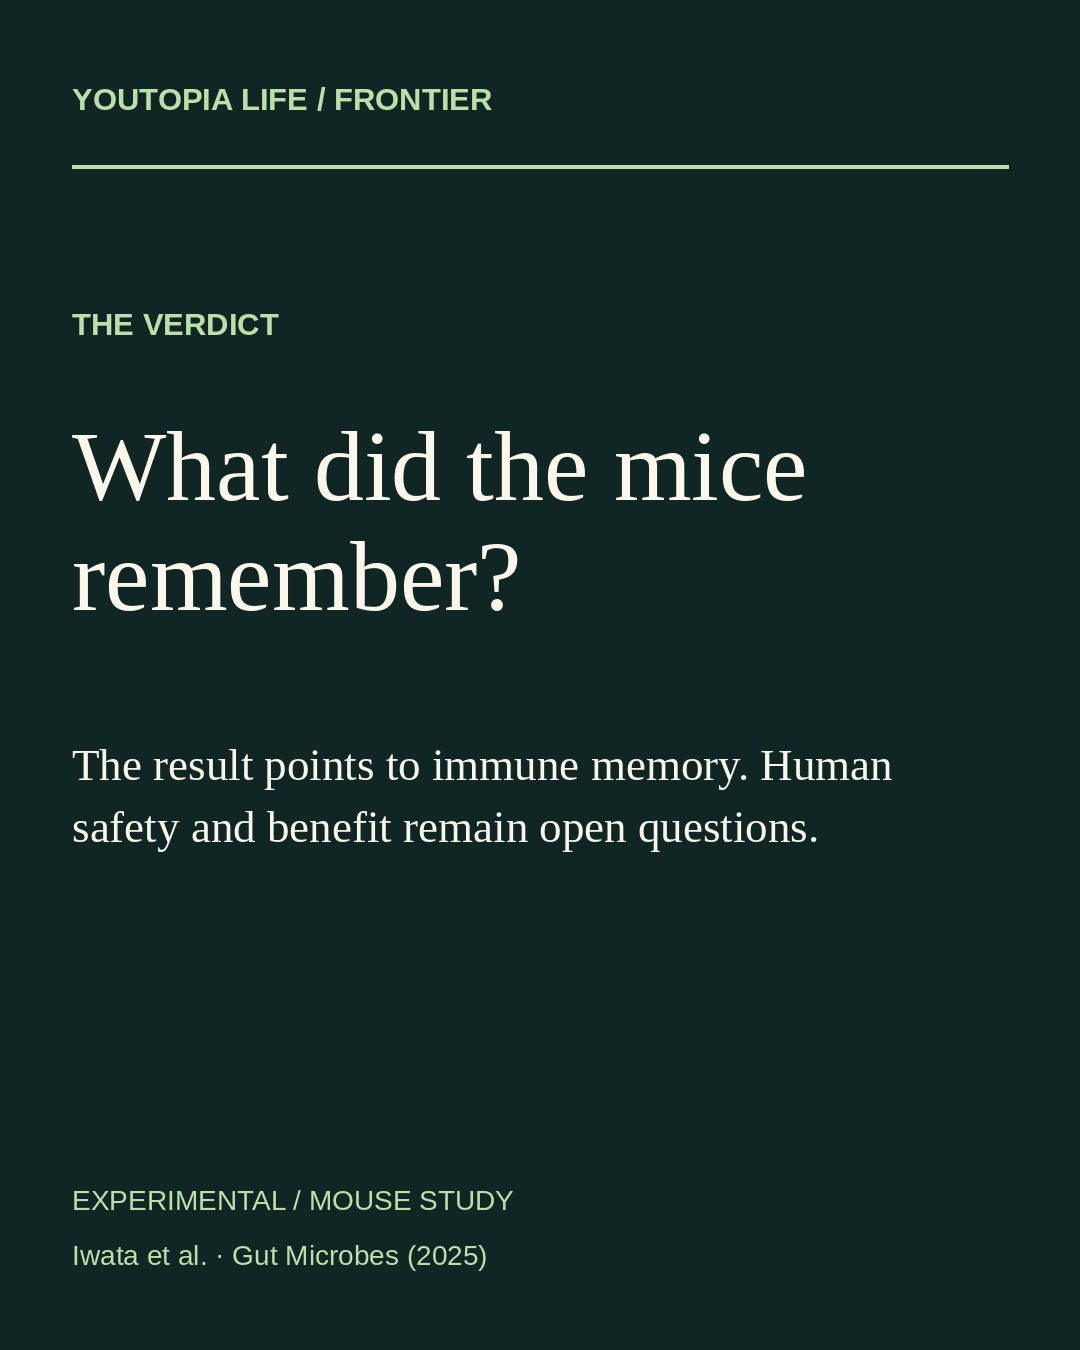 YOUTOPIA LIFE / FRONTIER
THE VERDICT
What did the mice
remember?
The result points to immune memory. Human
safety and benefit remain open questions.
EXPERIMENTAL / MOUSE STUDY
Iwata et al. · Gut Microbes (2025)